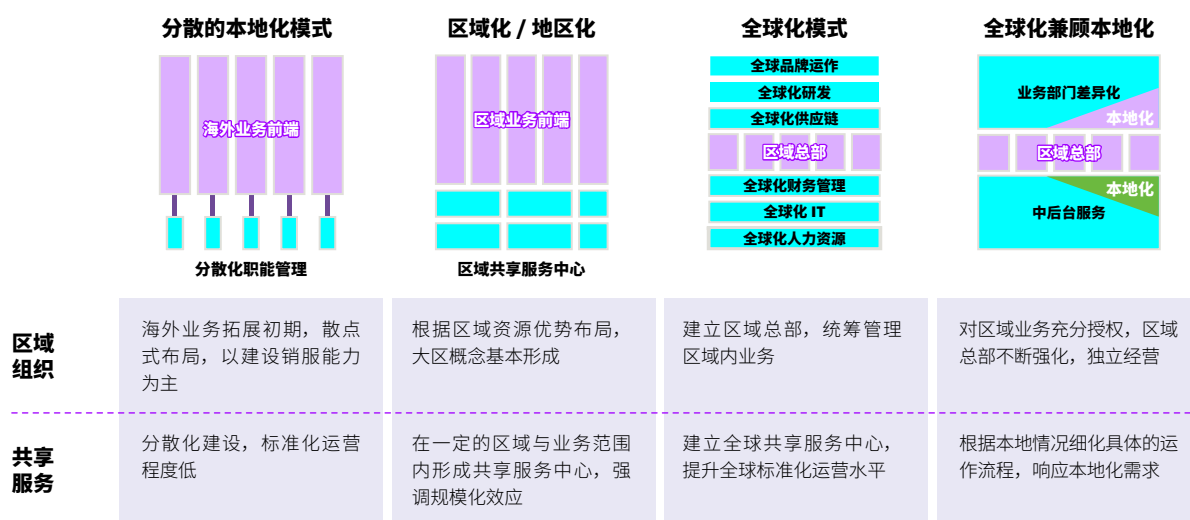 分散的本地化模式
海外业务前端
分散化职能管理
区域化 / 地区化
区域业务前端
区域共享服务中心
全球化模式
全球品牌运作
全球化研发
全球化供应链
区域总部
全球化财务管理
全球化 IT
全球化人力资源
全球化兼顾本地化
业务部门差异化
本地化
区域总部
本地化
中后台服务
区域
组织
海外业务拓展初期，散点
式布局，以建设销服能力
为主
根据区域资源优势布局，
大区概念基本形成
建立区域总部，统筹管理
区域内业务
对区域业务充分授权，区域
总部不断强化，独立经营
共享
服务
分散化建设，标准化运营
程度低
在一定的区域与业务范围
内形成共享服务中心，强
调规模化效应
建立全球共享服务中心，
提升全球标准化运营水平
根据本地情况细化具体的运
作流程，响应本地化需求